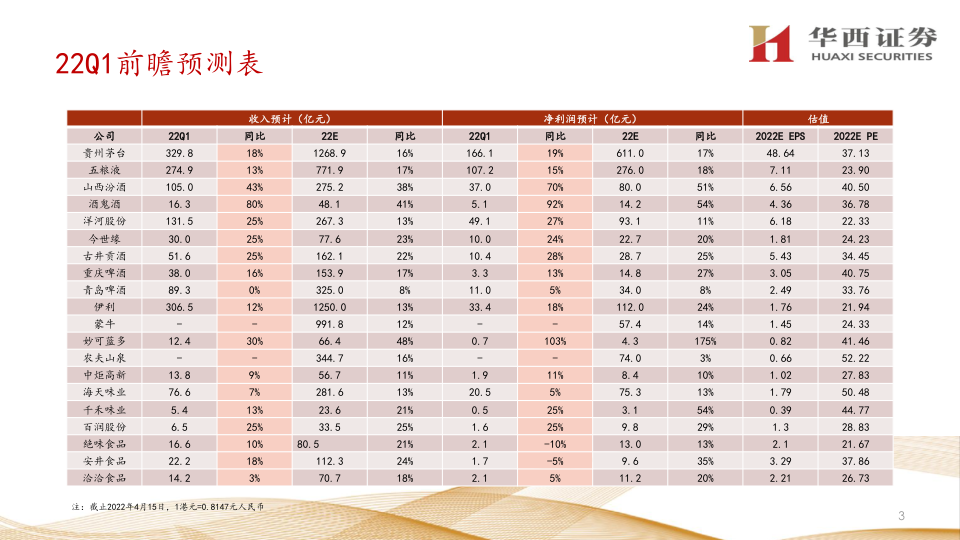 22Q1前瞻预测表
华西证券
HUAXI SECURITIES
收入预计（亿元） 净利润预计（亿元） 估值
公司 22Q1 同比 22E 同比 22Q1 同比 22E 同比 2022E EPS 2022E PE
贵州茅台 329.8 18% 1268.9 16% 166.1 19% 611.0 17% 48.64 37.13
五粮液 274.9 13% 771.9 17% 107.2 15% 276.0 18% 7.11 23.90
山西汾酒 105.0 43% 275.2 38% 37.0 70% 80.0 51% 6.56 40.50
酒鬼酒 16.3 80% 48.1 41% 5.1 92% 14.2 54% 4.36 36.78
洋河股份 131.5 25% 267.3 13% 49.1 27% 93.1 11% 6.18 22.33
今世缘 30.0 25% 77.6 23% 10.0 24% 22.7 20% 1.81 24.23
古井贡酒 51.6 25% 162.1 22% 10.4 28% 28.7 25% 5.43 34.45
重庆啤酒 38.0 16% 153.9 17% 3.3 13% 14.8 27% 3.05 40.75
青岛啤酒 89.3 0% 325.0 8% 11.0 5% 34.0 8% 2.49 33.76
伊利 306.5 12% 1250.0 13% 33.4 18% 112.0 24% 1.76 21.94
蒙牛 - - 991.8 12% - - 57.4 14% 1.45 24.33
妙可蓝多 12.4 30% 66.4 48% 0.7 103% 4.3 175% 0.82 41.46
农夫山泉 - - 344.7 16% - - 74.0 3% 0.66 52.22
中炬高新 13.8 9% 56.7 11% 1.9 11% 8.4 10% 1.02 27.83
海天味业 76.6 7% 281.6 13% 20.5 5% 75.3 13% 1.79 50.48
千禾味业 5.4 13% 23.6 21% 0.5 25% 3.1 54% 0.39 44.77
百润股份 6.5 25% 33.5 25% 1.6 25% 9.8 29% 1.3 28.83
绝味食品 16.6 10% 80.5 21% 2.1 -10% 13.0 13% 2.1 21.67
安井食品 22.2 18% 112.3 24% 1.7 -5% 9.6 35% 3.29 37.86
洽洽食品 14.2 3% 70.7 18% 2.1 5% 11.2 20% 2.21 26.73
注：截止2022年4月15日，1港元=0.8147元人民币
3